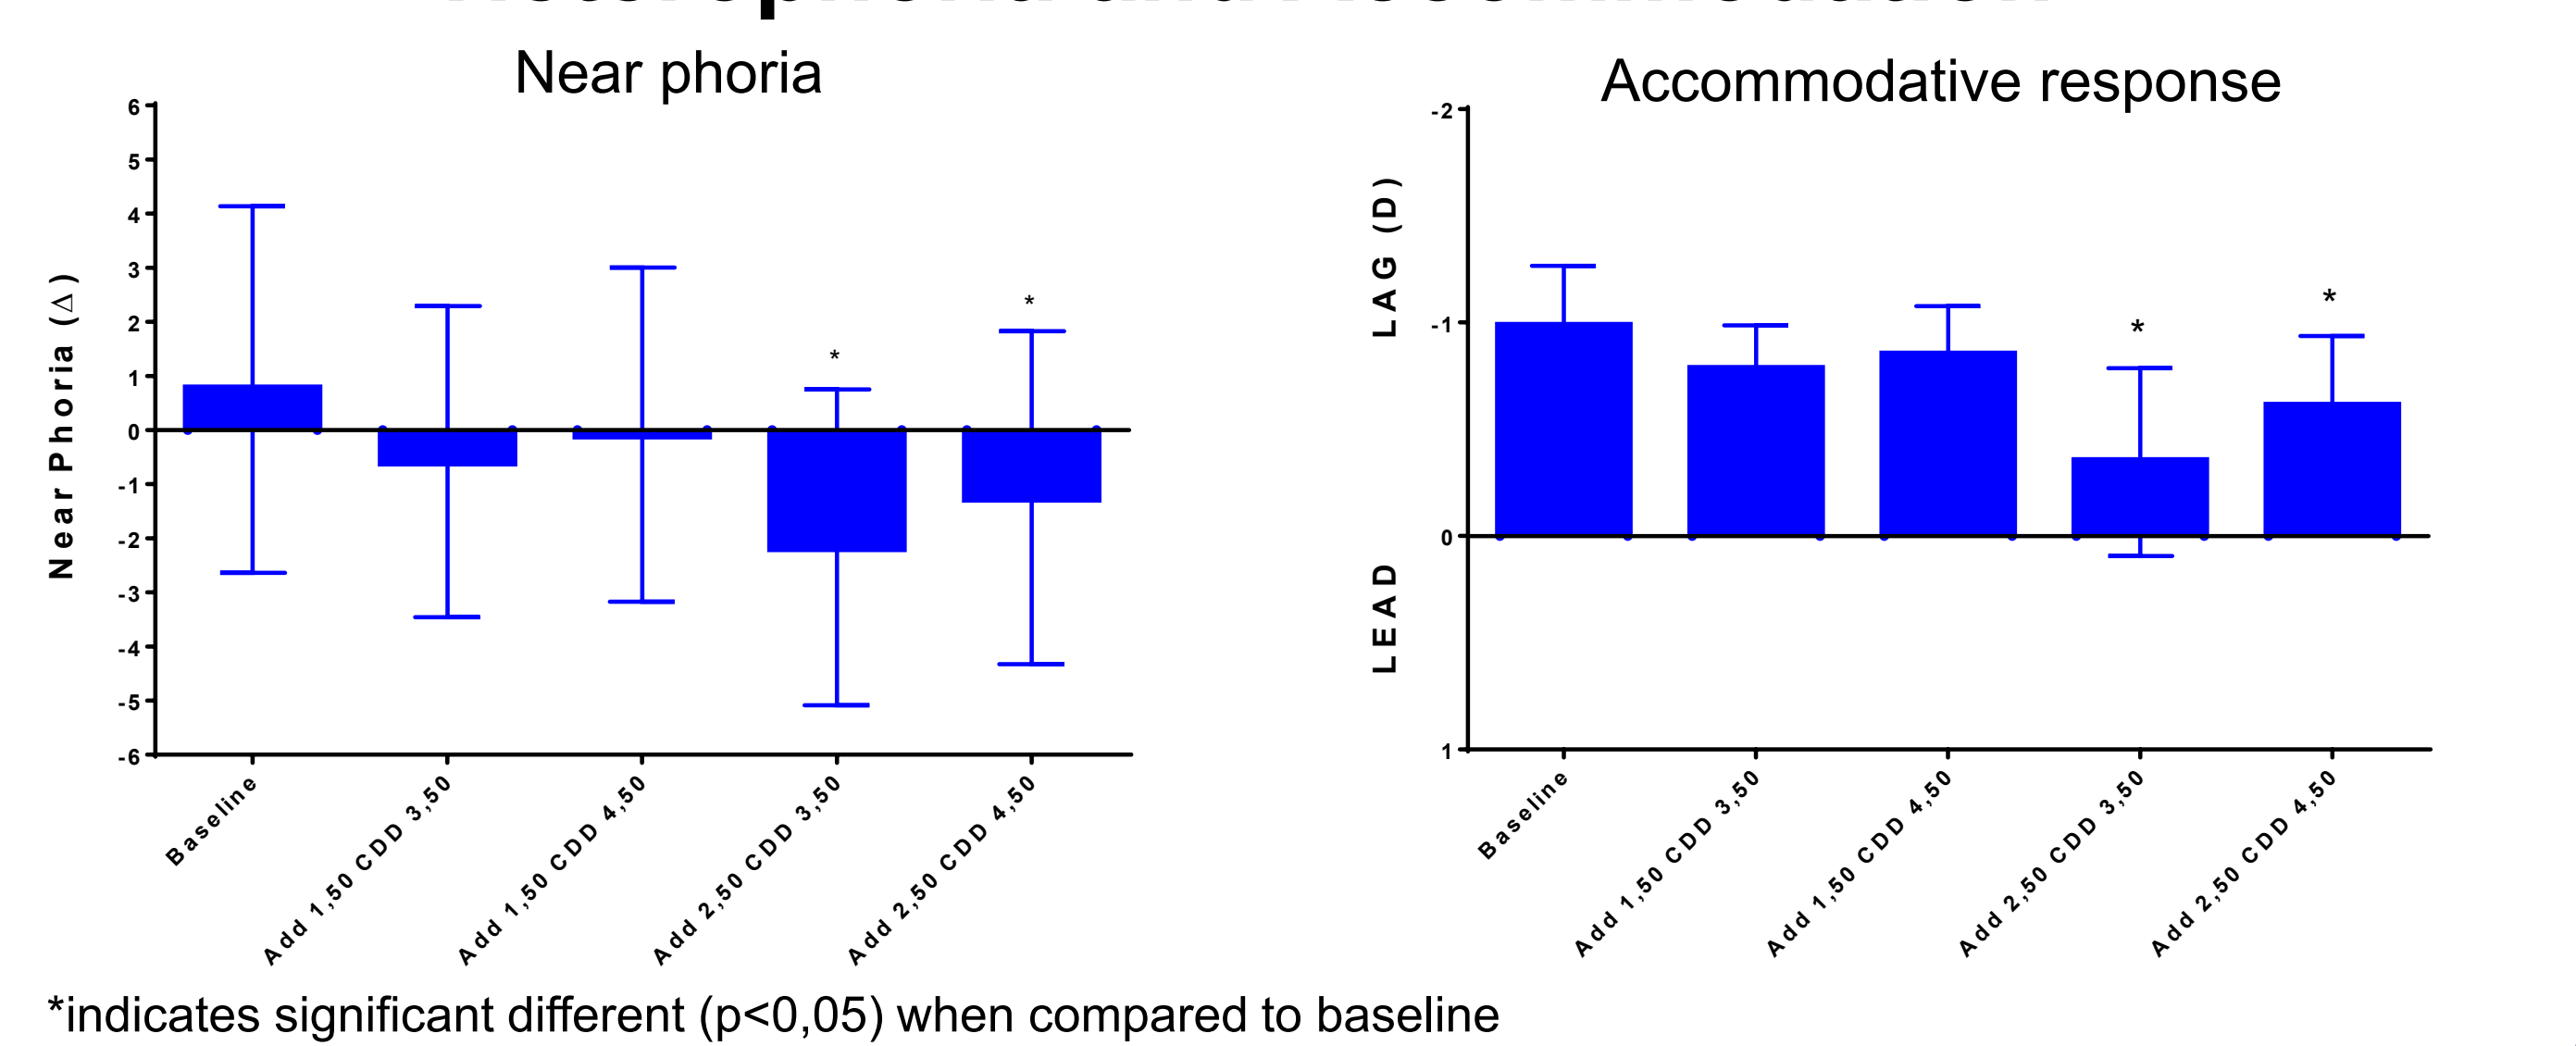 Near phoria
6
5
4
3
2
1
0
-1
-2
-3
-4
-5
-6
Near Phoria (Δ)
*
*
Baseline
Add 1,50 CDD 3,50
Add 1,50 CDD 4,50
Add 2,50 CDD 3,50
Add 2,50 CDD 4,50
Accommodative response
-2
-1
0
1
LAG (D)
LEAD
*
*
Baseline
Add 1,50 CDD 3,50
Add 1,50 CDD 4,50
Add 2,50 CDD 3,50
Add 2,50 CDD 4,50
*indicates significant different (p<0,05) when compared to baseline